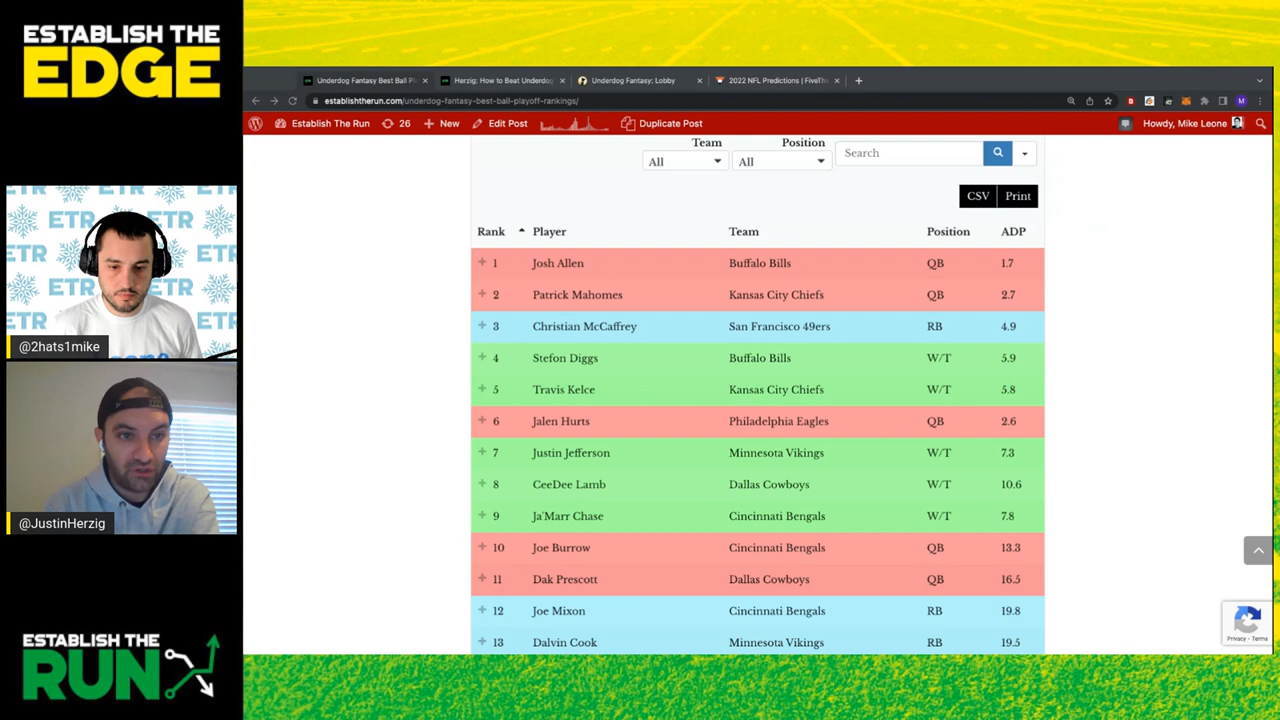 ESTABLISH THE
EDGE
ETR
ETR
ETR
ETR
@2hats1mike
@JustinHerzig
ESTABLISH THE
RUN
Underdog Fantasy Best Ball Pl
Herzig: How to Beat Underdog
Underdog Fantasy: Lobby
2022 NFL Predictions | FiveTh
establishtherun.com/underdog-fantasy-best-ball-playoff-rankings/
Establish The Run 26 New Edit Post Duplicate Post Howdy, Mike Leone
Team Position
All All Search
CSV Print
Rank Player Team Position ADP
1 Josh Allen Buffalo Bills QB 1.7
2 Patrick Mahomes Kansas City Chiefs QB 2.7
3 Christian McCaffrey San Francisco 49ers RB 4.9
4 Stefon Diggs Buffalo Bills W/T 5.9
5 Travis Kelce Kansas City Chiefs W/T 5.8
6 Jalen Hurts Philadelphia Eagles QB 2.6
7 Justin Jefferson Minnesota Vikings W/T 7.3
8 CeeDee Lamb Dallas Cowboys W/T 10.6
9 Ja'Marr Chase Cincinnati Bengals W/T 7.8
10 Joe Burrow Cincinnati Bengals QB 13.3
11 Dak Prescott Dallas Cowboys QB 16.5
12 Joe Mixon Cincinnati Bengals RB 19.8
13 Dalvin Cook Minnesota Vikings RB 19.5
Privacy - Terms